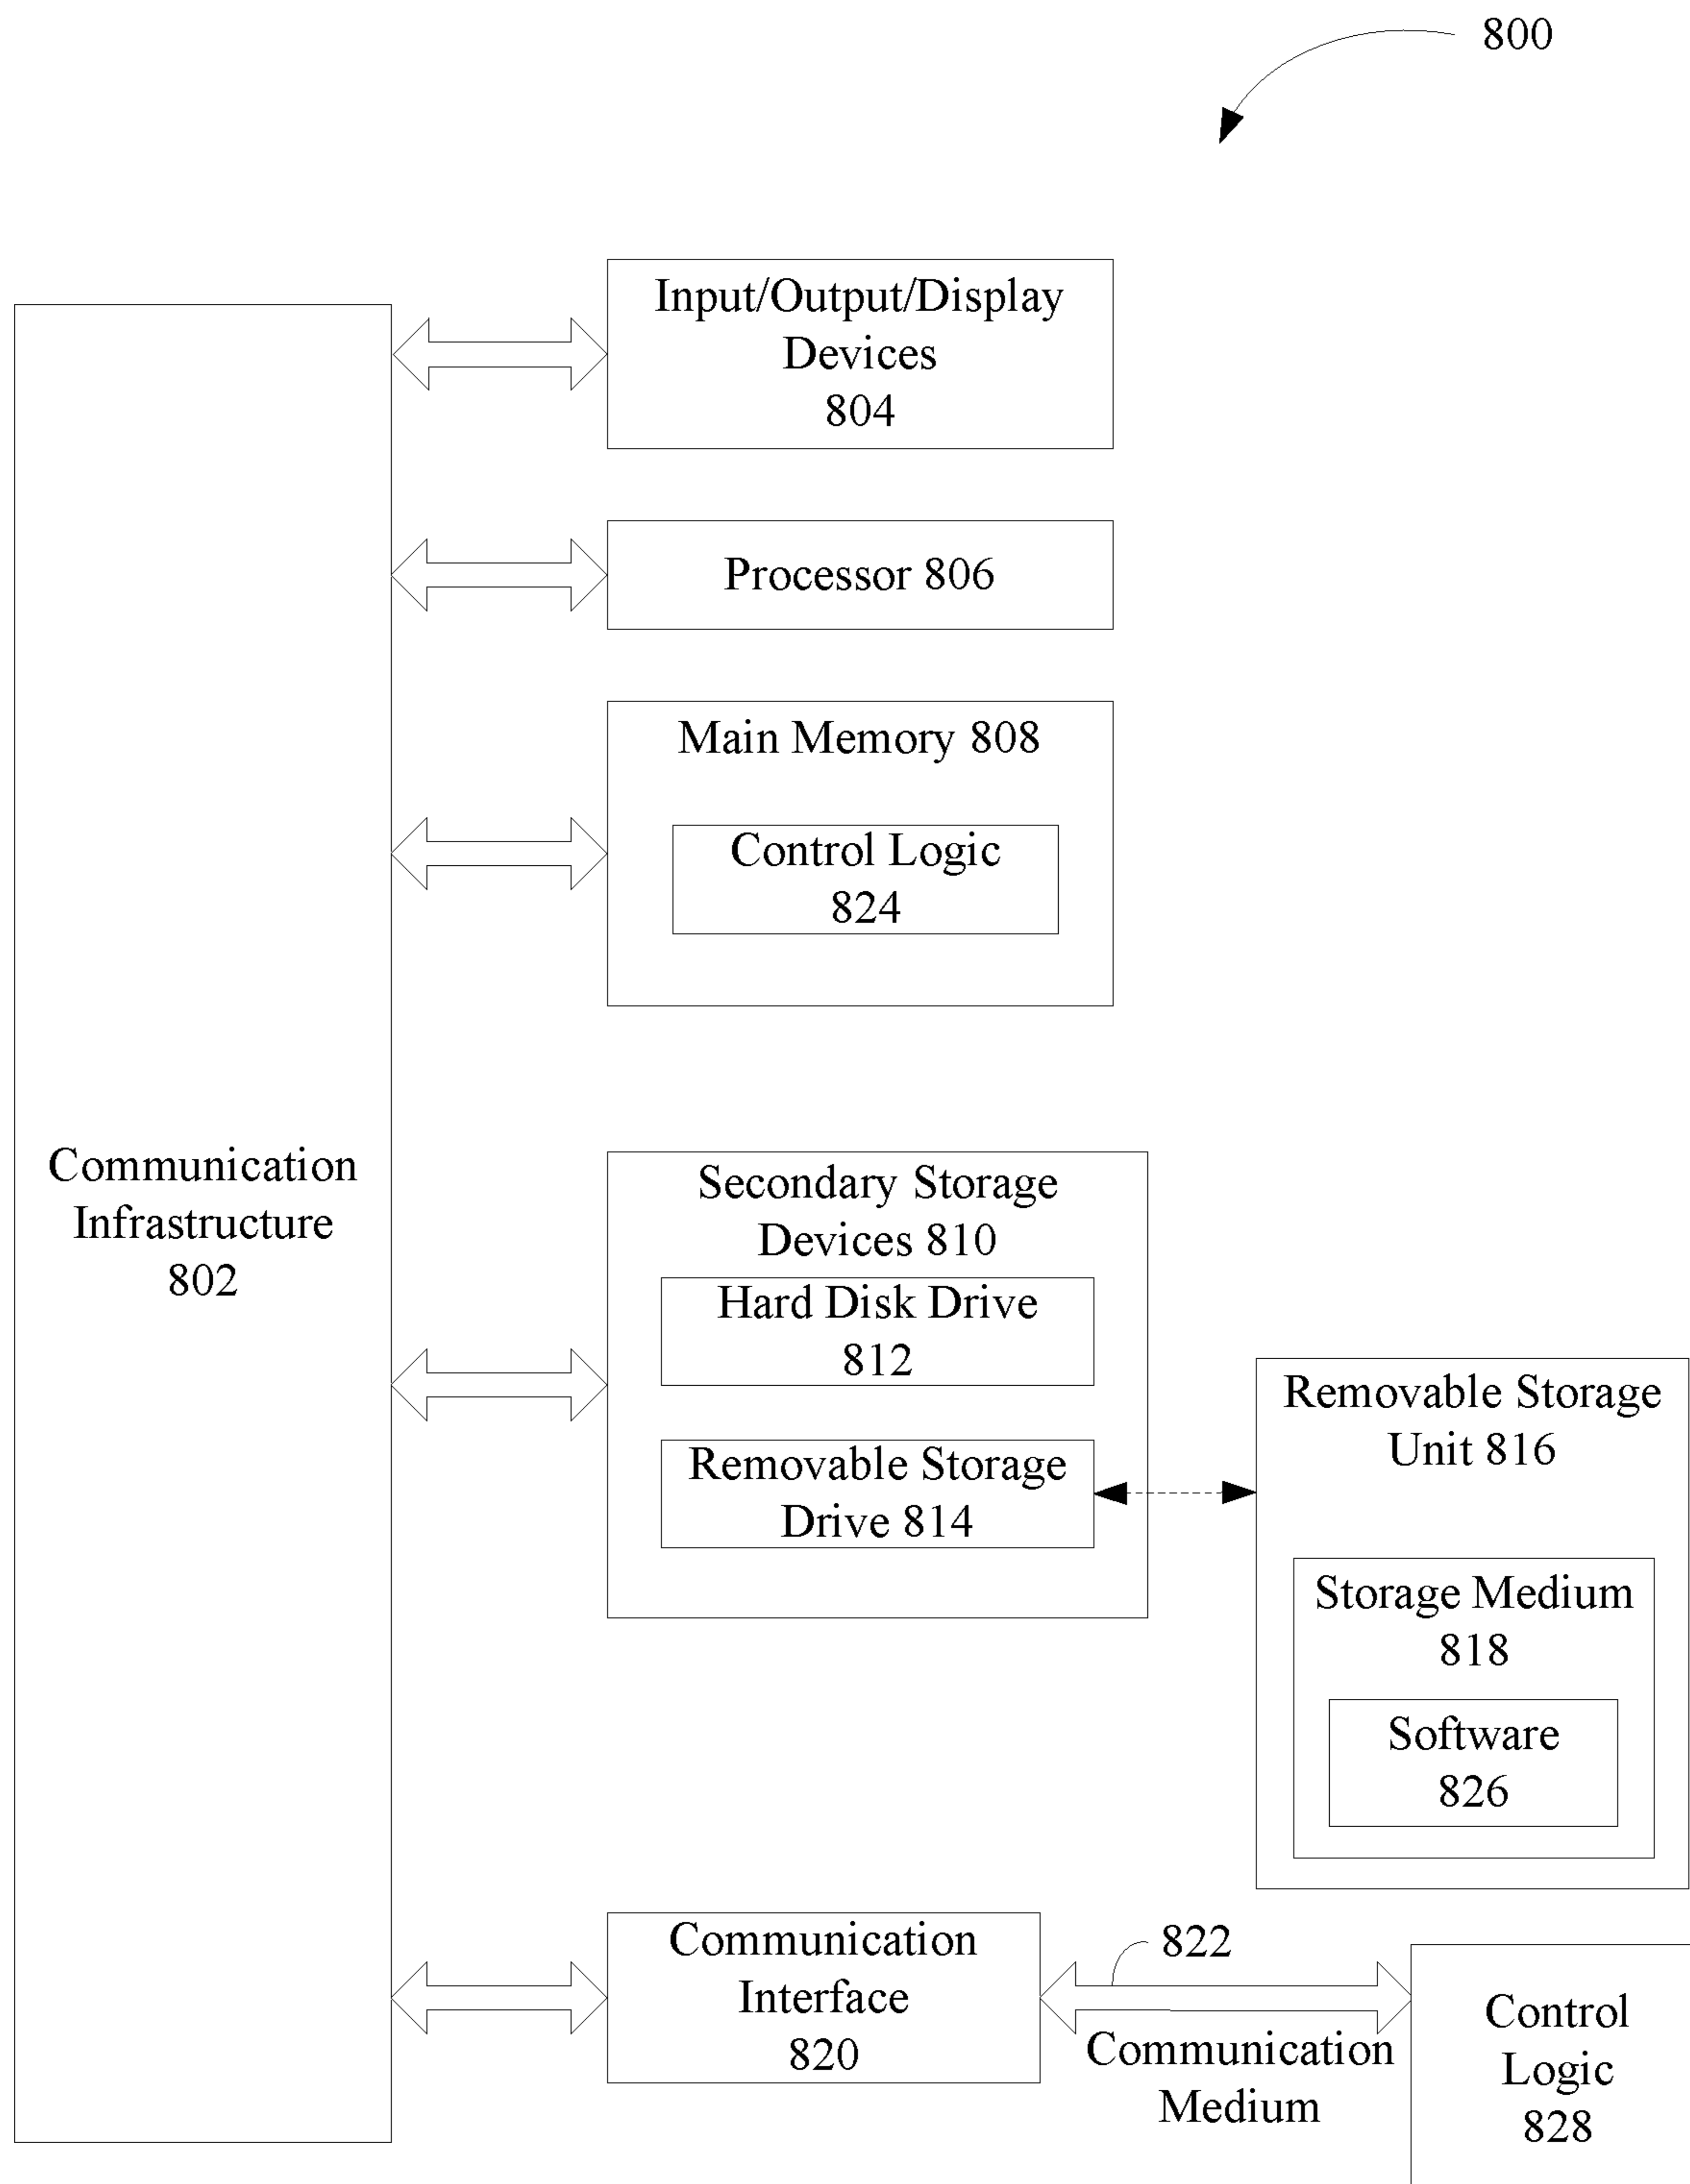 800
Input/Output/Display
Devices
804
Processor 806
Main Memory 808
Control Logic
824
Communication
Infrastructure
802
Secondary Storage
Devices 810
Hard Disk Drive
812
Removable Storage
Drive 814
Removable Storage
Unit 816
Storage Medium
818
Software
826
Communication
Interface
820
822
Communication
Medium
Control
Logic
828